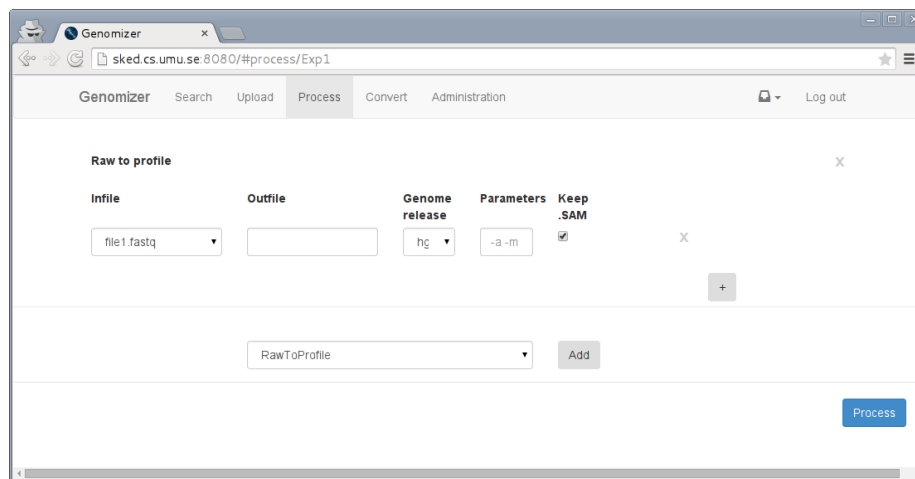 Genomizer ×
sked.cs.umu.se:8080/#process/Exp1
Genomizer Search Upload Process Convert Administration Log out
Raw to profile X
Infile Outfile Genome release Parameters Keep .SAM
file1.fastq hg -a -m X
+
RawToProfile Add
Process